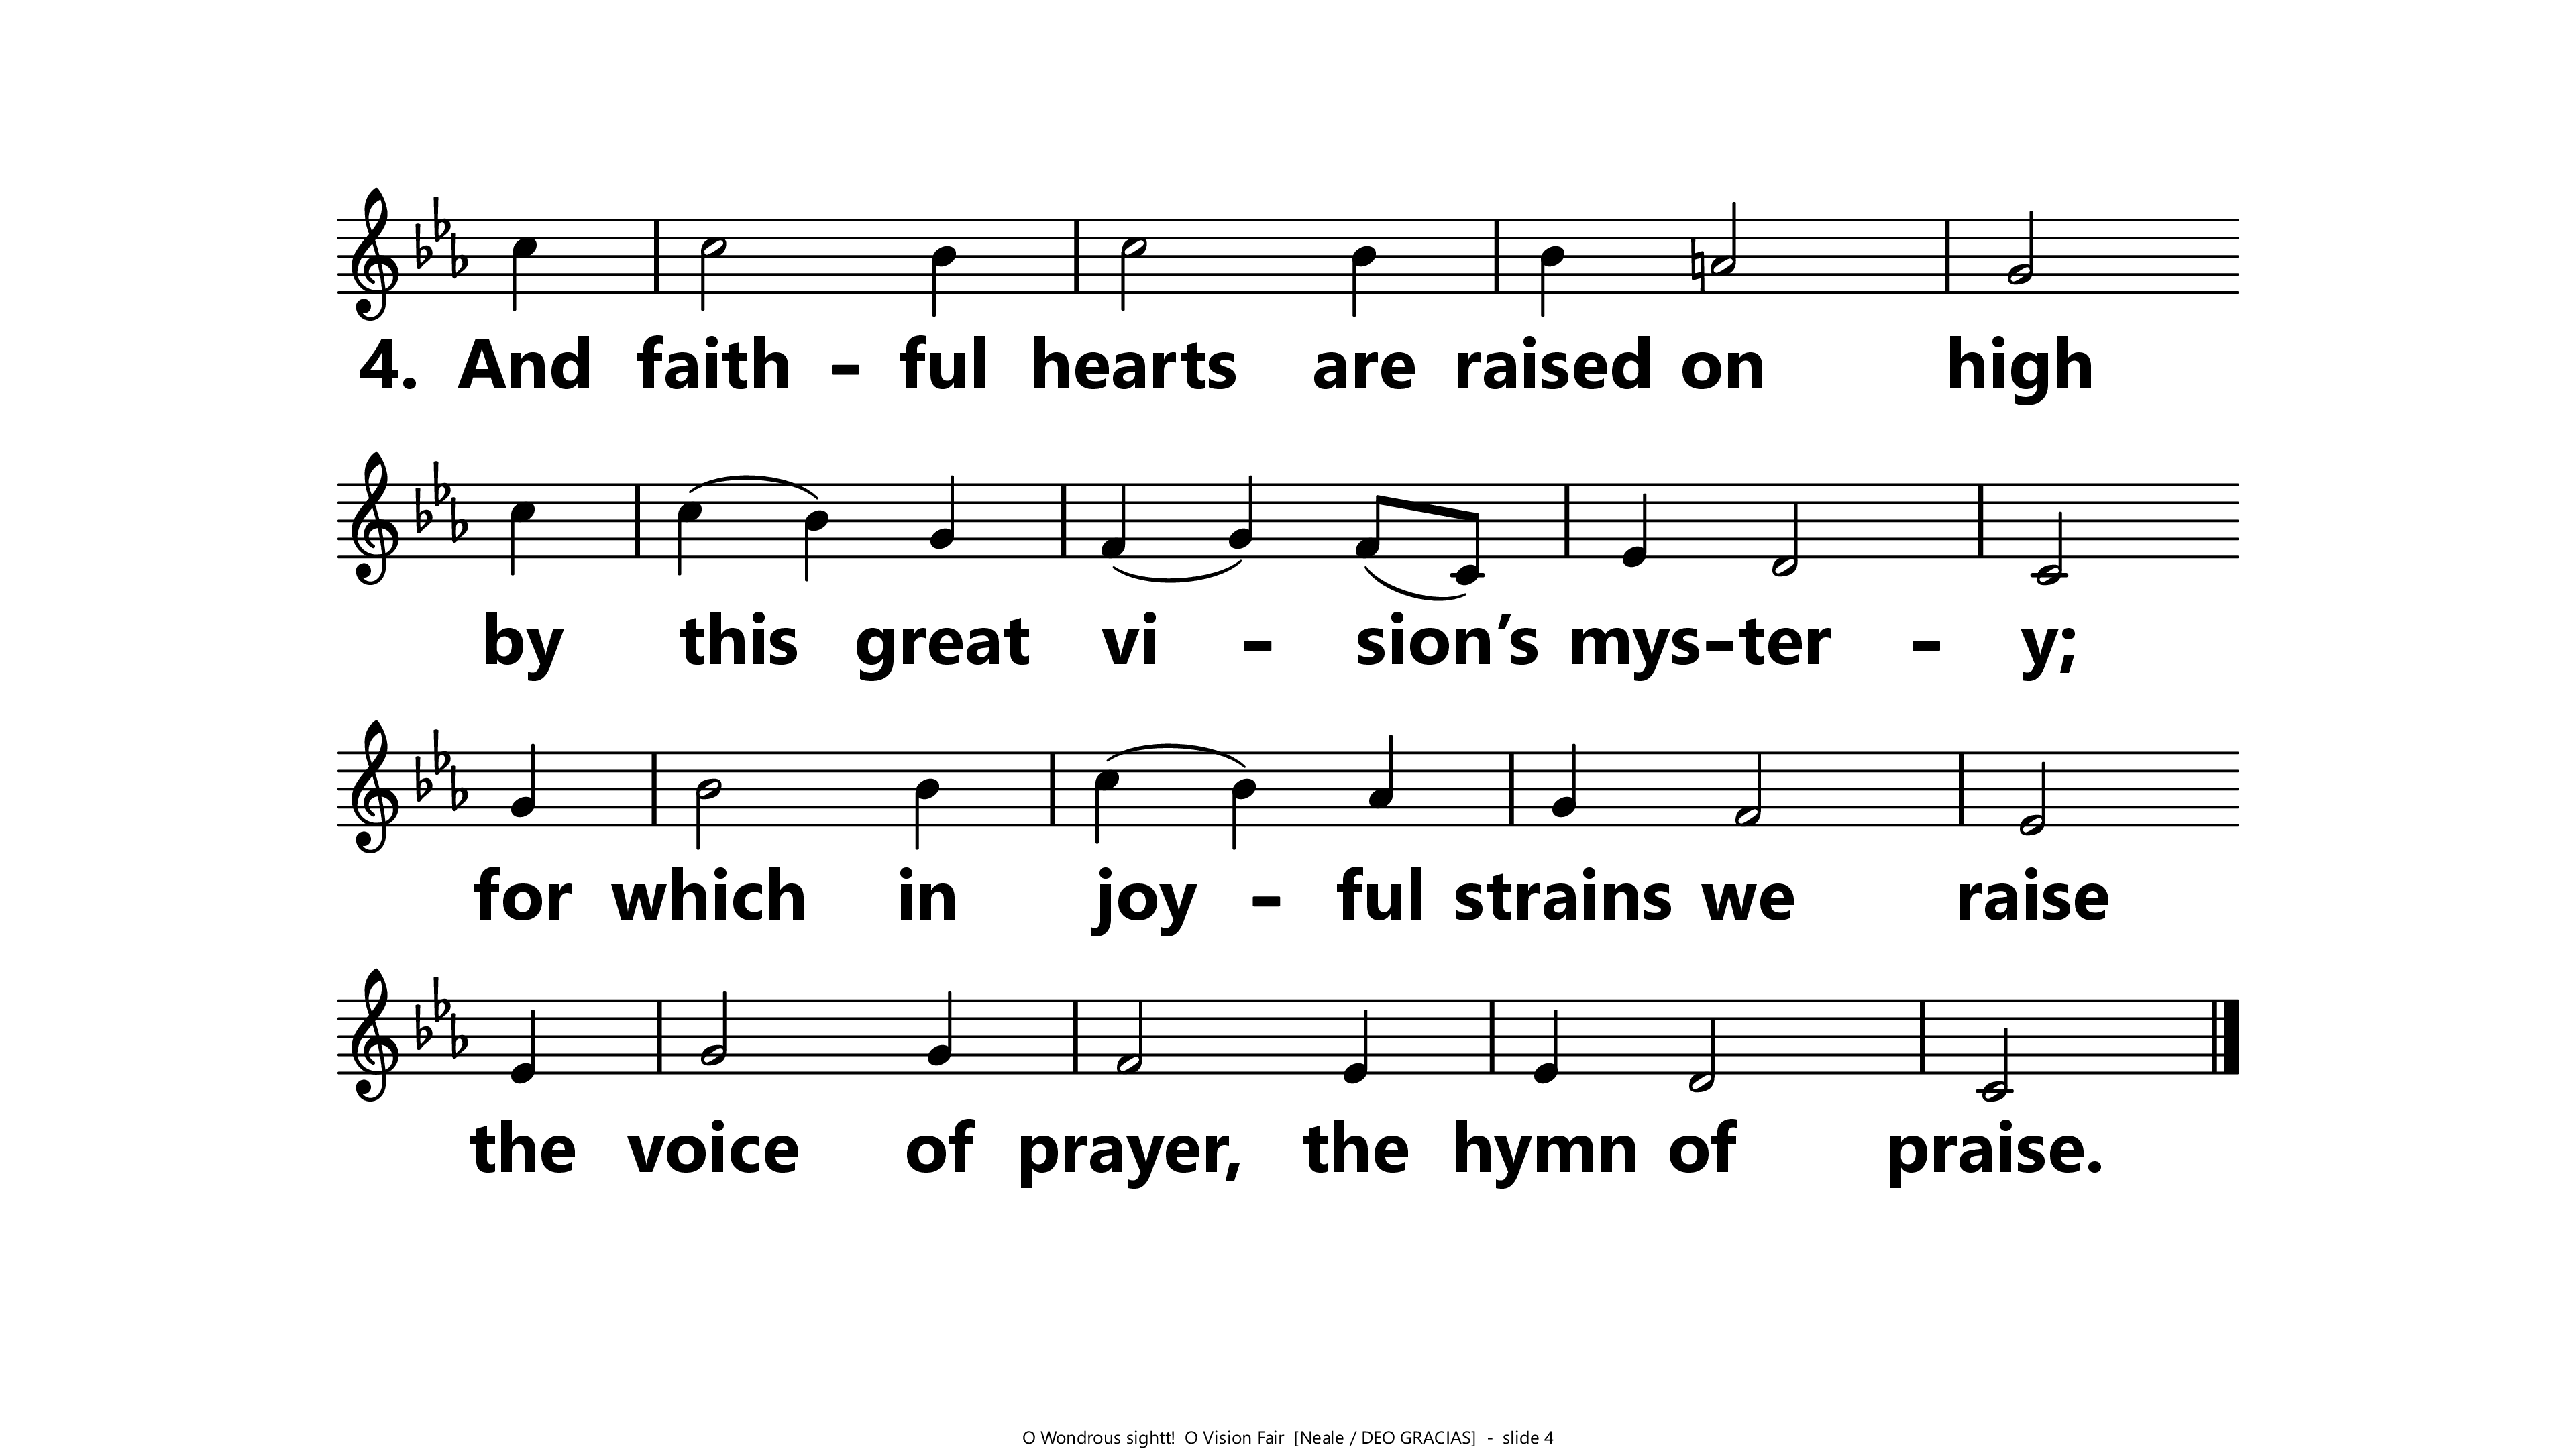 4. And faith - ful hearts are raised on high
by this great vi - sion’s mys-ter - y;
for which in joy - ful strains we raise
the voice of prayer, the hymn of praise.
O Wondrous sightt! O Vision Fair [Neale / DEO GRACIAS] - slide 4